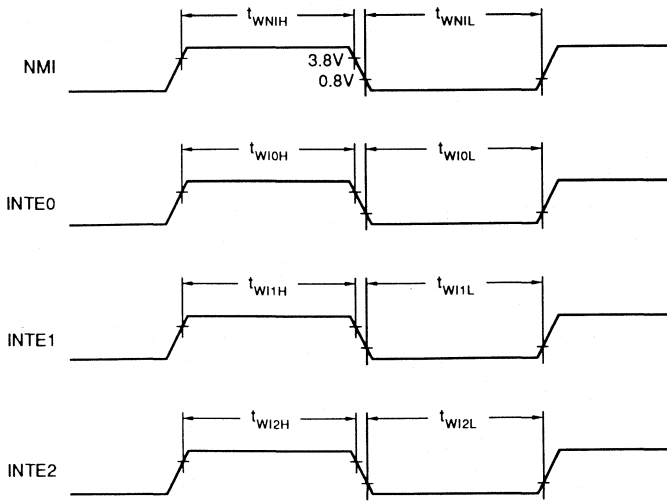 tWNIH tWNIL
NMI 3.8V
0.8V
tWI0H tWI0L
INTE0
tWI1H tWI1L
INTE1
tWI2H tWI2L
INTE2